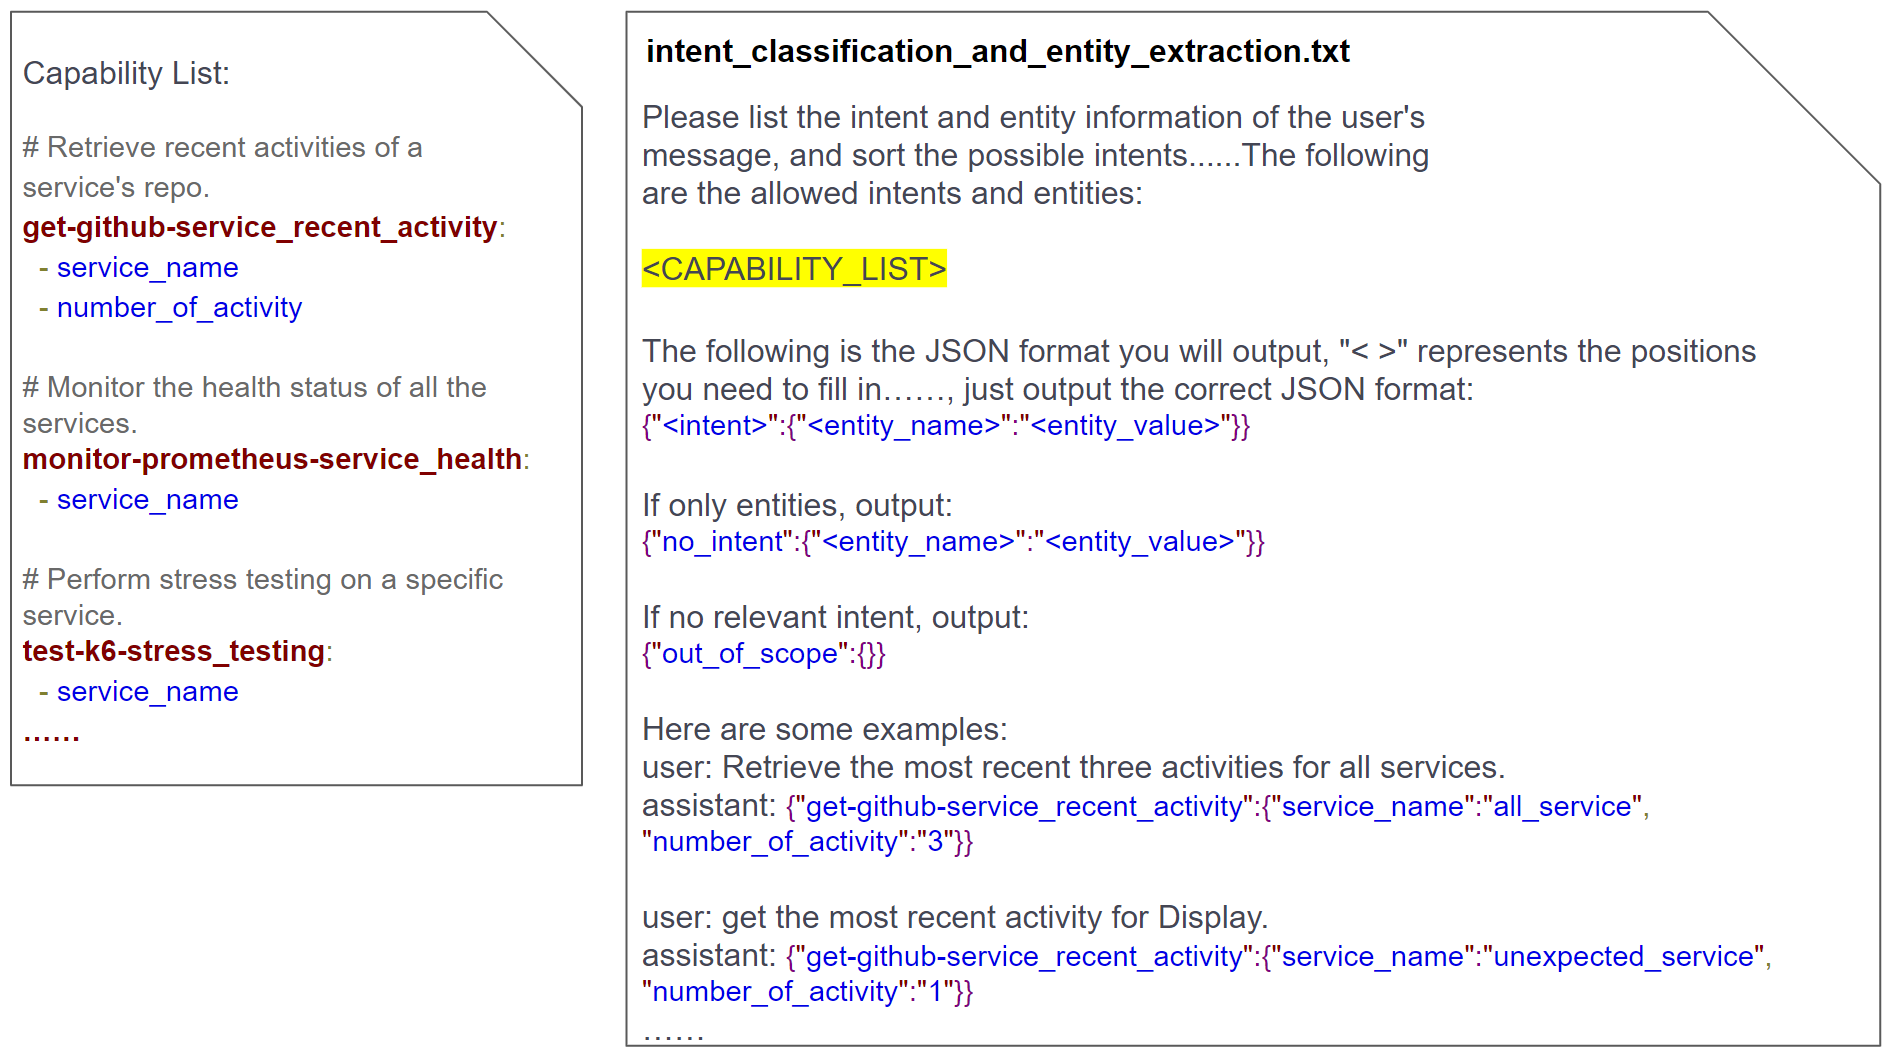 Capability List:
# Retrieve recent activities of a
service's repo.
get-github-service_recent_activity:
- service_name
- number_of_activity
# Monitor the health status of all the
services.
monitor-prometheus-service_health:
- service_name
# Perform stress testing on a specific
service.
test-k6-stress_testing:
- service_name
......
intent_classification_and_entity_extraction.txt
Please list the intent and entity information of the user's
message, and sort the possible intents......The following
are the allowed intents and entities:
<CAPABILITY_LIST>
The following is the JSON format you will output, "< >" represents the positions
you need to fill in……, just output the correct JSON format:
{"<intent>":{"<entity_name>":"<entity_value>"}}
If only entities, output:
{"no_intent":{"<entity_name>":"<entity_value>"}}
If no relevant intent, output:
{"out_of_scope":{}}
Here are some examples:
user: Retrieve the most recent three activities for all services.
assistant: {"get-github-service_recent_activity":{"service_name":"all_service",
"number_of_activity":"3"}}
user: get the most recent activity for Display.
assistant: {"get-github-service_recent_activity":{"service_name":"unexpected_service",
"number_of_activity":"1"}}
……